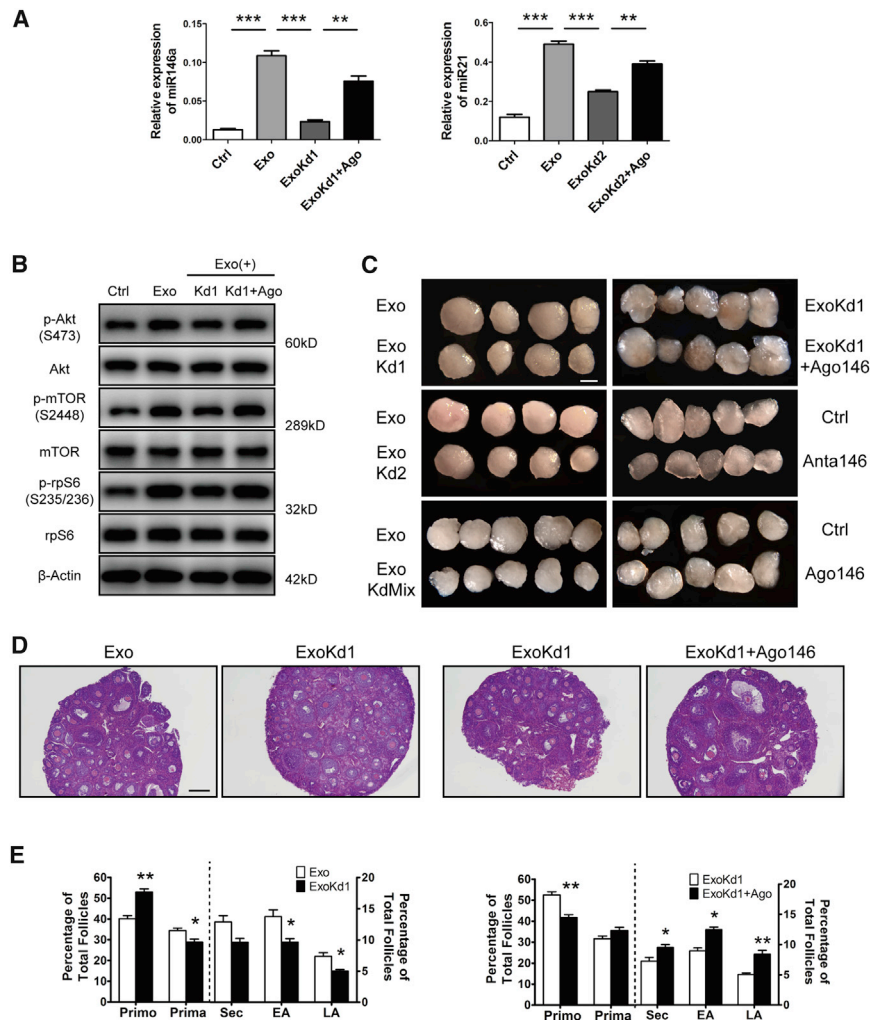 A
*** *** **
Relative expression
of miR146a
0.15
0.10
0.05
0.00
Ctrl
Exo
ExoKd1
ExoKd1+Ago
*** *** **
Relative expression
of miR21
0.6
0.4
0.2
0.0
Ctrl
Exo
ExoKd2
ExoKd2+Ago
B
Exo(+)
Ctrl Exo Kd1 Kd1+Ago
p-Akt
(S473)
60kD
Akt
p-mTOR
(S2448)
289kD
mTOR
p-rpS6
(S235/236)
32kD
rpS6
β-Actin
42kD
C
Exo
Exo
Kd1
Exo
Exo
Kd2
Exo
Exo
KdMix
ExoKd1
ExoKd1
+Ago146
Ctrl
Anta146
Ctrl
Ago146
D
Exo
ExoKd1
ExoKd1
ExoKd1+Ago146
E
Percentage of
Total Follicles
60
50
40
30
20
10
0
Exo
ExoKd1
** * * *
20
15
10
5
0
Percentage of
Total Follicles
Primo Prima Sec EA LA
Percentage of
Total Follicles
60
50
40
30
20
10
0
ExoKd1
ExoKd1+Ago
** * * **
20
15
10
5
0
Percentage of
Total Follicles
Primo Prima Sec EA LA